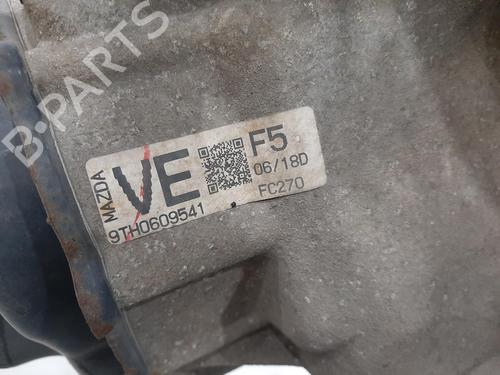 B-PARTS
MAZDA
VE
F5
06/18D
9TH0609541
FC270